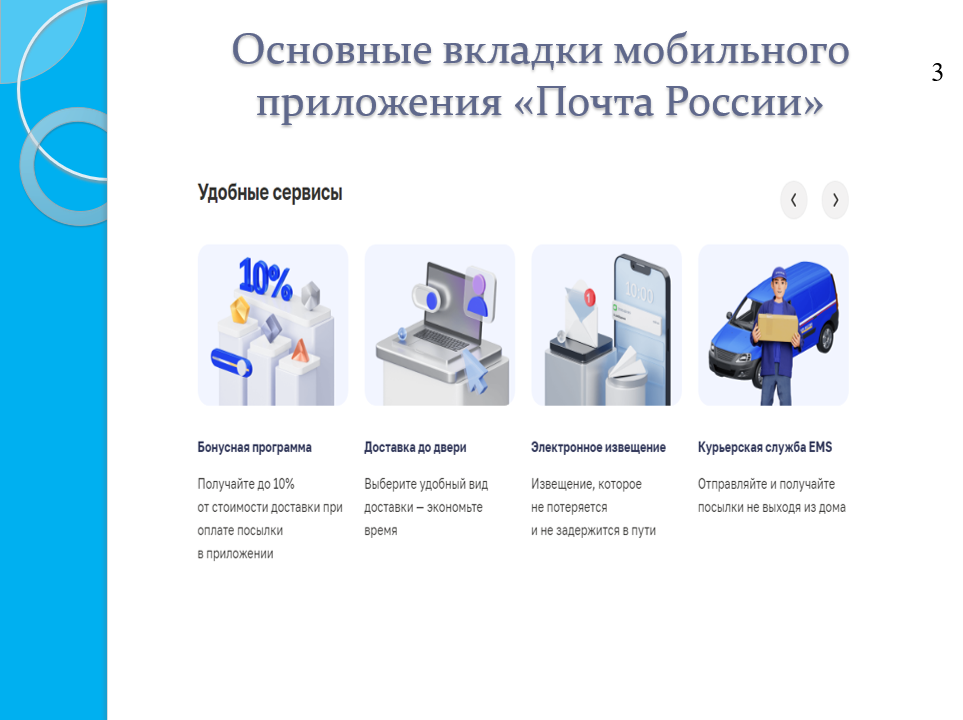 Основные вкладки мобильного
приложения «Почта России»
3
Удобные сервисы
10%
1
10:00
Бонусная программа
Получайте до 10%
от стоимости доставки при
оплате посылки
в приложении
Доставка до двери
Выберите удобный вид
доставки – экономьте
время
Электронное извещение
Извещение, которое
не потеряется
и не задержится в пути
Курьерская служба EMS
Отправляйте и получайте
посылки не выходя из дома